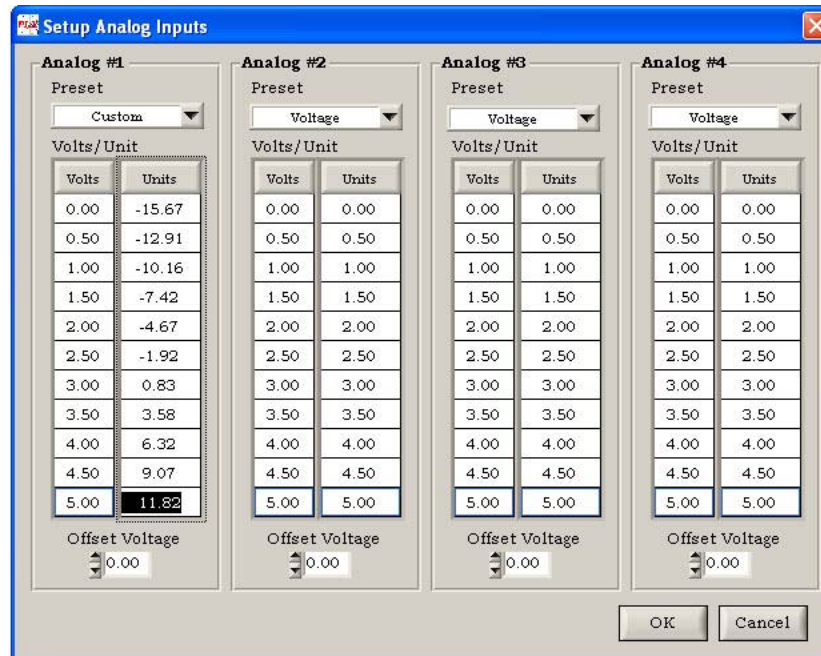 Setup Analog Inputs
Analog #1
Preset
Custom
Volts/Unit
Volts Units
0.00 -15.67
0.50 -12.91
1.00 -10.16
1.50 -7.42
2.00 -4.67
2.50 -1.92
3.00 0.83
3.50 3.58
4.00 6.32
4.50 9.07
5.00 11.82
Offset Voltage
0.00
Analog #2
Preset
Voltage
Volts/Unit
Volts Units
0.00 0.00
0.50 0.50
1.00 1.00
1.50 1.50
2.00 2.00
2.50 2.50
3.00 3.00
3.50 3.50
4.00 4.00
4.50 4.50
5.00 5.00
Offset Voltage
0.00
Analog #3
Preset
Voltage
Volts/Unit
Volts Units
0.00 0.00
0.50 0.50
1.00 1.00
1.50 1.50
2.00 2.00
2.50 2.50
3.00 3.00
3.50 3.50
4.00 4.00
4.50 4.50
5.00 5.00
Offset Voltage
0.00
Analog #4
Preset
Voltage
Volts/Unit
Volts Units
0.00 0.00
0.50 0.50
1.00 1.00
1.50 1.50
2.00 2.00
2.50 2.50
3.00 3.00
3.50 3.50
4.00 4.00
4.50 4.50
5.00 5.00
Offset Voltage
0.00
OK Cancel